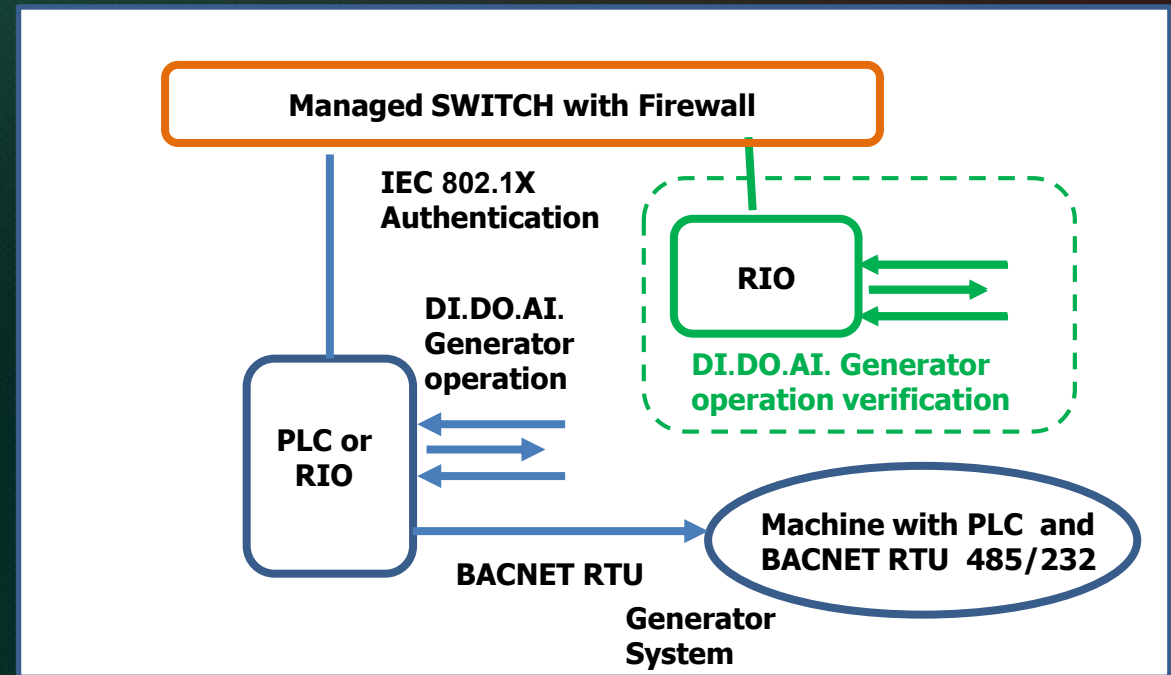 Managed SWITCH with Firewall
IEC 802.1X
Authentication
RIO
DI.DO.AI.
Generator
operation
DI.DO.AI. Generator
operation verification
PLC or
RIO
Machine with PLC and
BACNET RTU 485/232
BACNET RTU
Generator
System